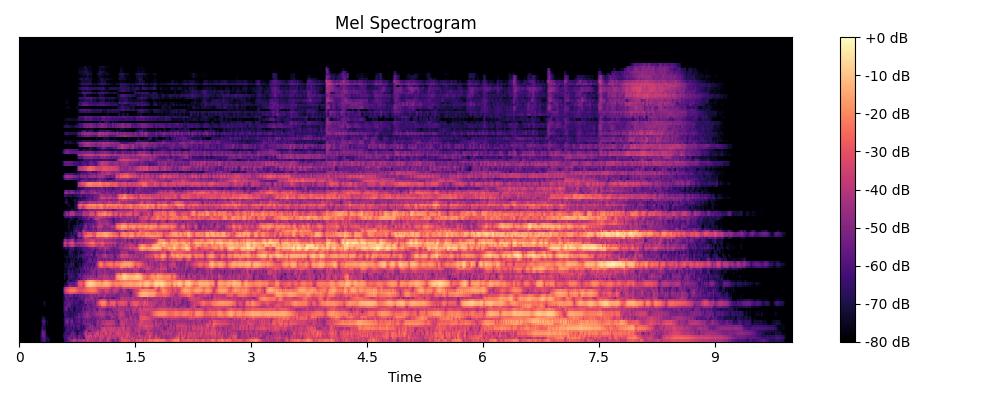 Mel Spectrogram
+0 dB
-10 dB
-20 dB
-30 dB
-40 dB
-50 dB
-60 dB
-70 dB
-80 dB
0 1.5 3 4.5 6 7.5 9
Time